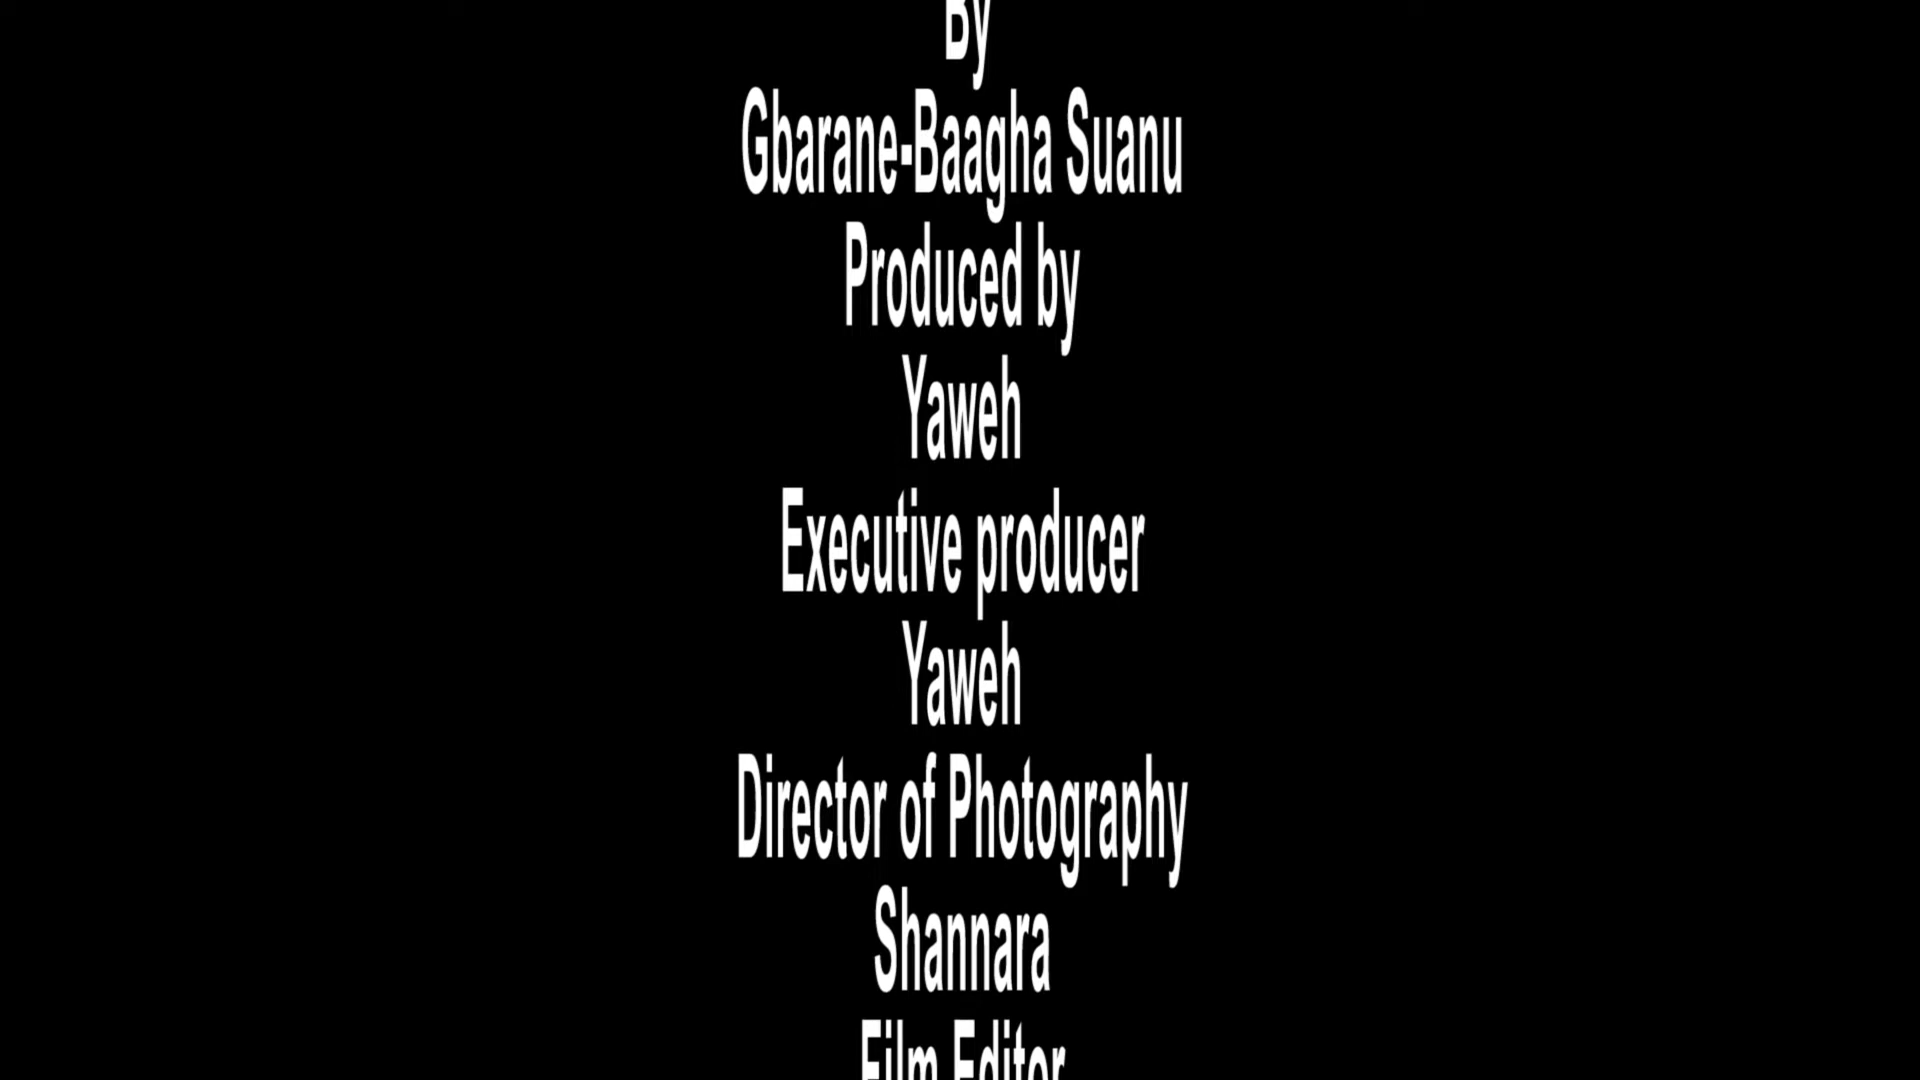 By
Gbarane-Baagha Suanu
Produced by
Yaweh
Executive producer
Yaweh
Director of Photography
Shannara
Film Editor